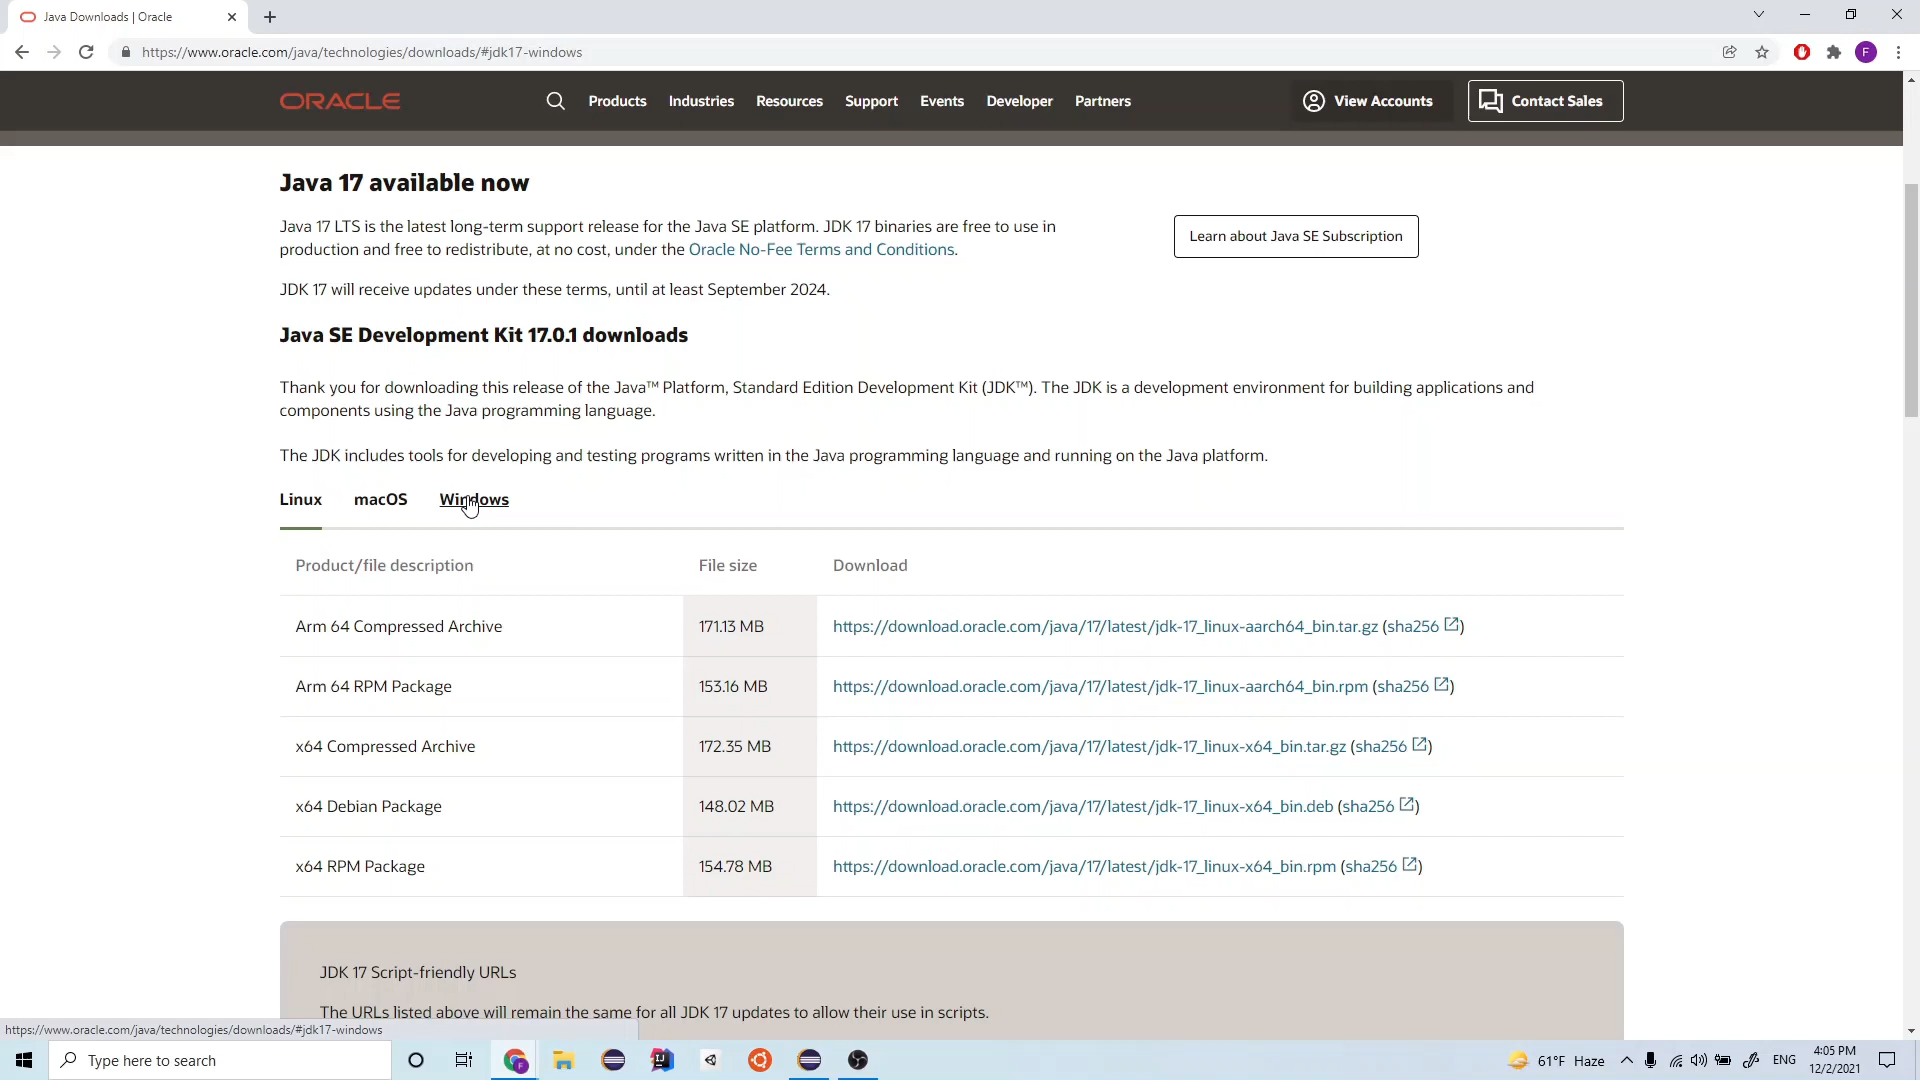 Java Downloads | Oracle
https://www.oracle.com/java/technologies/downloads/#jdk17-windows
F
ORACLE
Products
Industries
Resources
Support
Events
Developer
Partners
View Accounts
Contact Sales
Java 17 available now
Java 17 LTS is the latest long-term support release for the Java SE platform. JDK 17 binaries are free to use in
production and free to redistribute, at no cost, under the Oracle No-Fee Terms and Conditions.
Learn about Java SE Subscription
JDK 17 will receive updates under these terms, until at least September 2024.
Java SE Development Kit 17.0.1 downloads
Thank you for downloading this release of the Java™ Platform, Standard Edition Development Kit (JDK™). The JDK is a development environment for building applications and
components using the Java programming language.
The JDK includes tools for developing and testing programs written in the Java programming language and running on the Java platform.
Linux macOS Windows
Product/file description File size Download
Arm 64 Compressed Archive 171.13 MB https://download.oracle.com/java/17/latest/jdk-17_linux-aarch64_bin.tar.gz (sha256)
Arm 64 RPM Package 153.16 MB https://download.oracle.com/java/17/latest/jdk-17_linux-aarch64_bin.rpm (sha256)
x64 Compressed Archive 172.35 MB https://download.oracle.com/java/17/latest/jdk-17_linux-x64_bin.tar.gz (sha256)
x64 Debian Package 148.02 MB https://download.oracle.com/java/17/latest/jdk-17_linux-x64_bin.deb (sha256)
x64 RPM Package 154.78 MB https://download.oracle.com/java/17/latest/jdk-17_linux-x64_bin.rpm (sha256)
JDK 17 Script-friendly URLs
The URLs listed above will remain the same for all JDK 17 updates to allow their use in scripts.
https://www.oracle.com/java/technologies/downloads/#jdk17-windows
Type here to search
61°F Haze
ENG
4:05 PM
12/2/2021